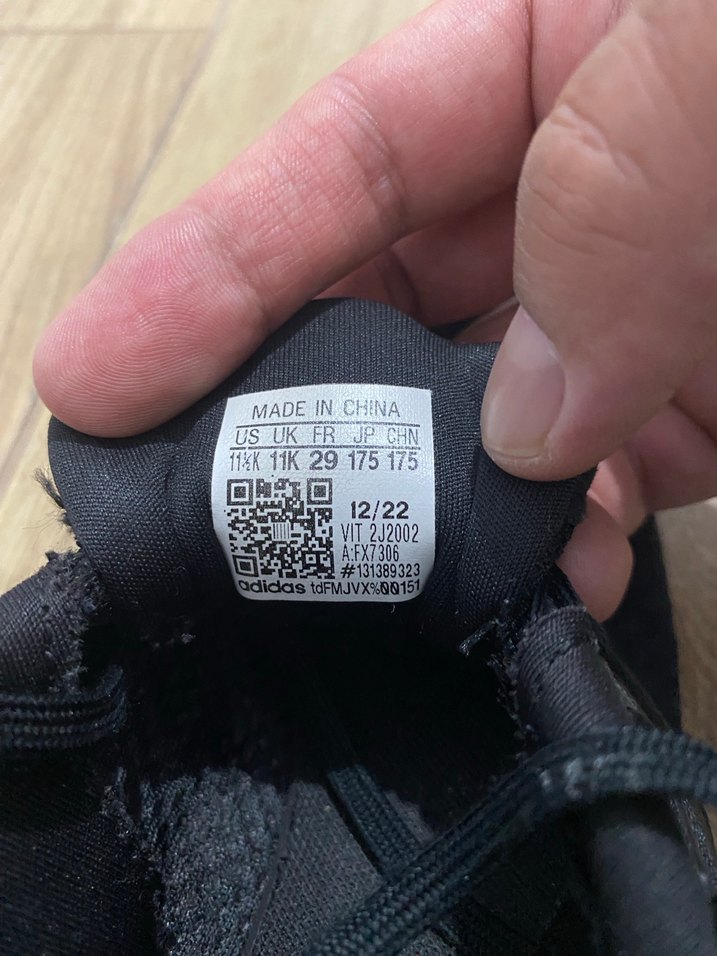 MADE IN CHINA
US UK FR JP CHN
11½K 11K 29 175 175
12/22
VIT 2J2002
A:FX7306
#131389323
adidas tdFMJVX%00151